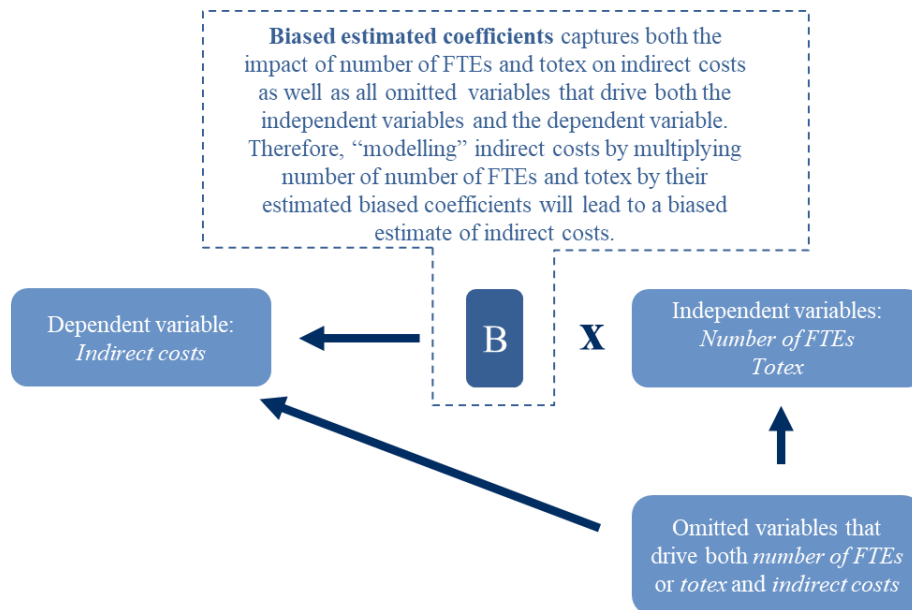 Biased estimated coefficients captures both the
impact of number of FTEs and totex on indirect costs
as well as all omitted variables that drive both the
independent variables and the dependent variable.
Therefore, “modelling” indirect costs by multiplying
number of number of FTEs and totex by their
estimated biased coefficients will lead to a biased
estimate of indirect costs.
Dependent variable:
Indirect costs
B
X
Independent variables:
Number of FTEs
Totex
Omitted variables that
drive both number of FTEs
or totex and indirect costs